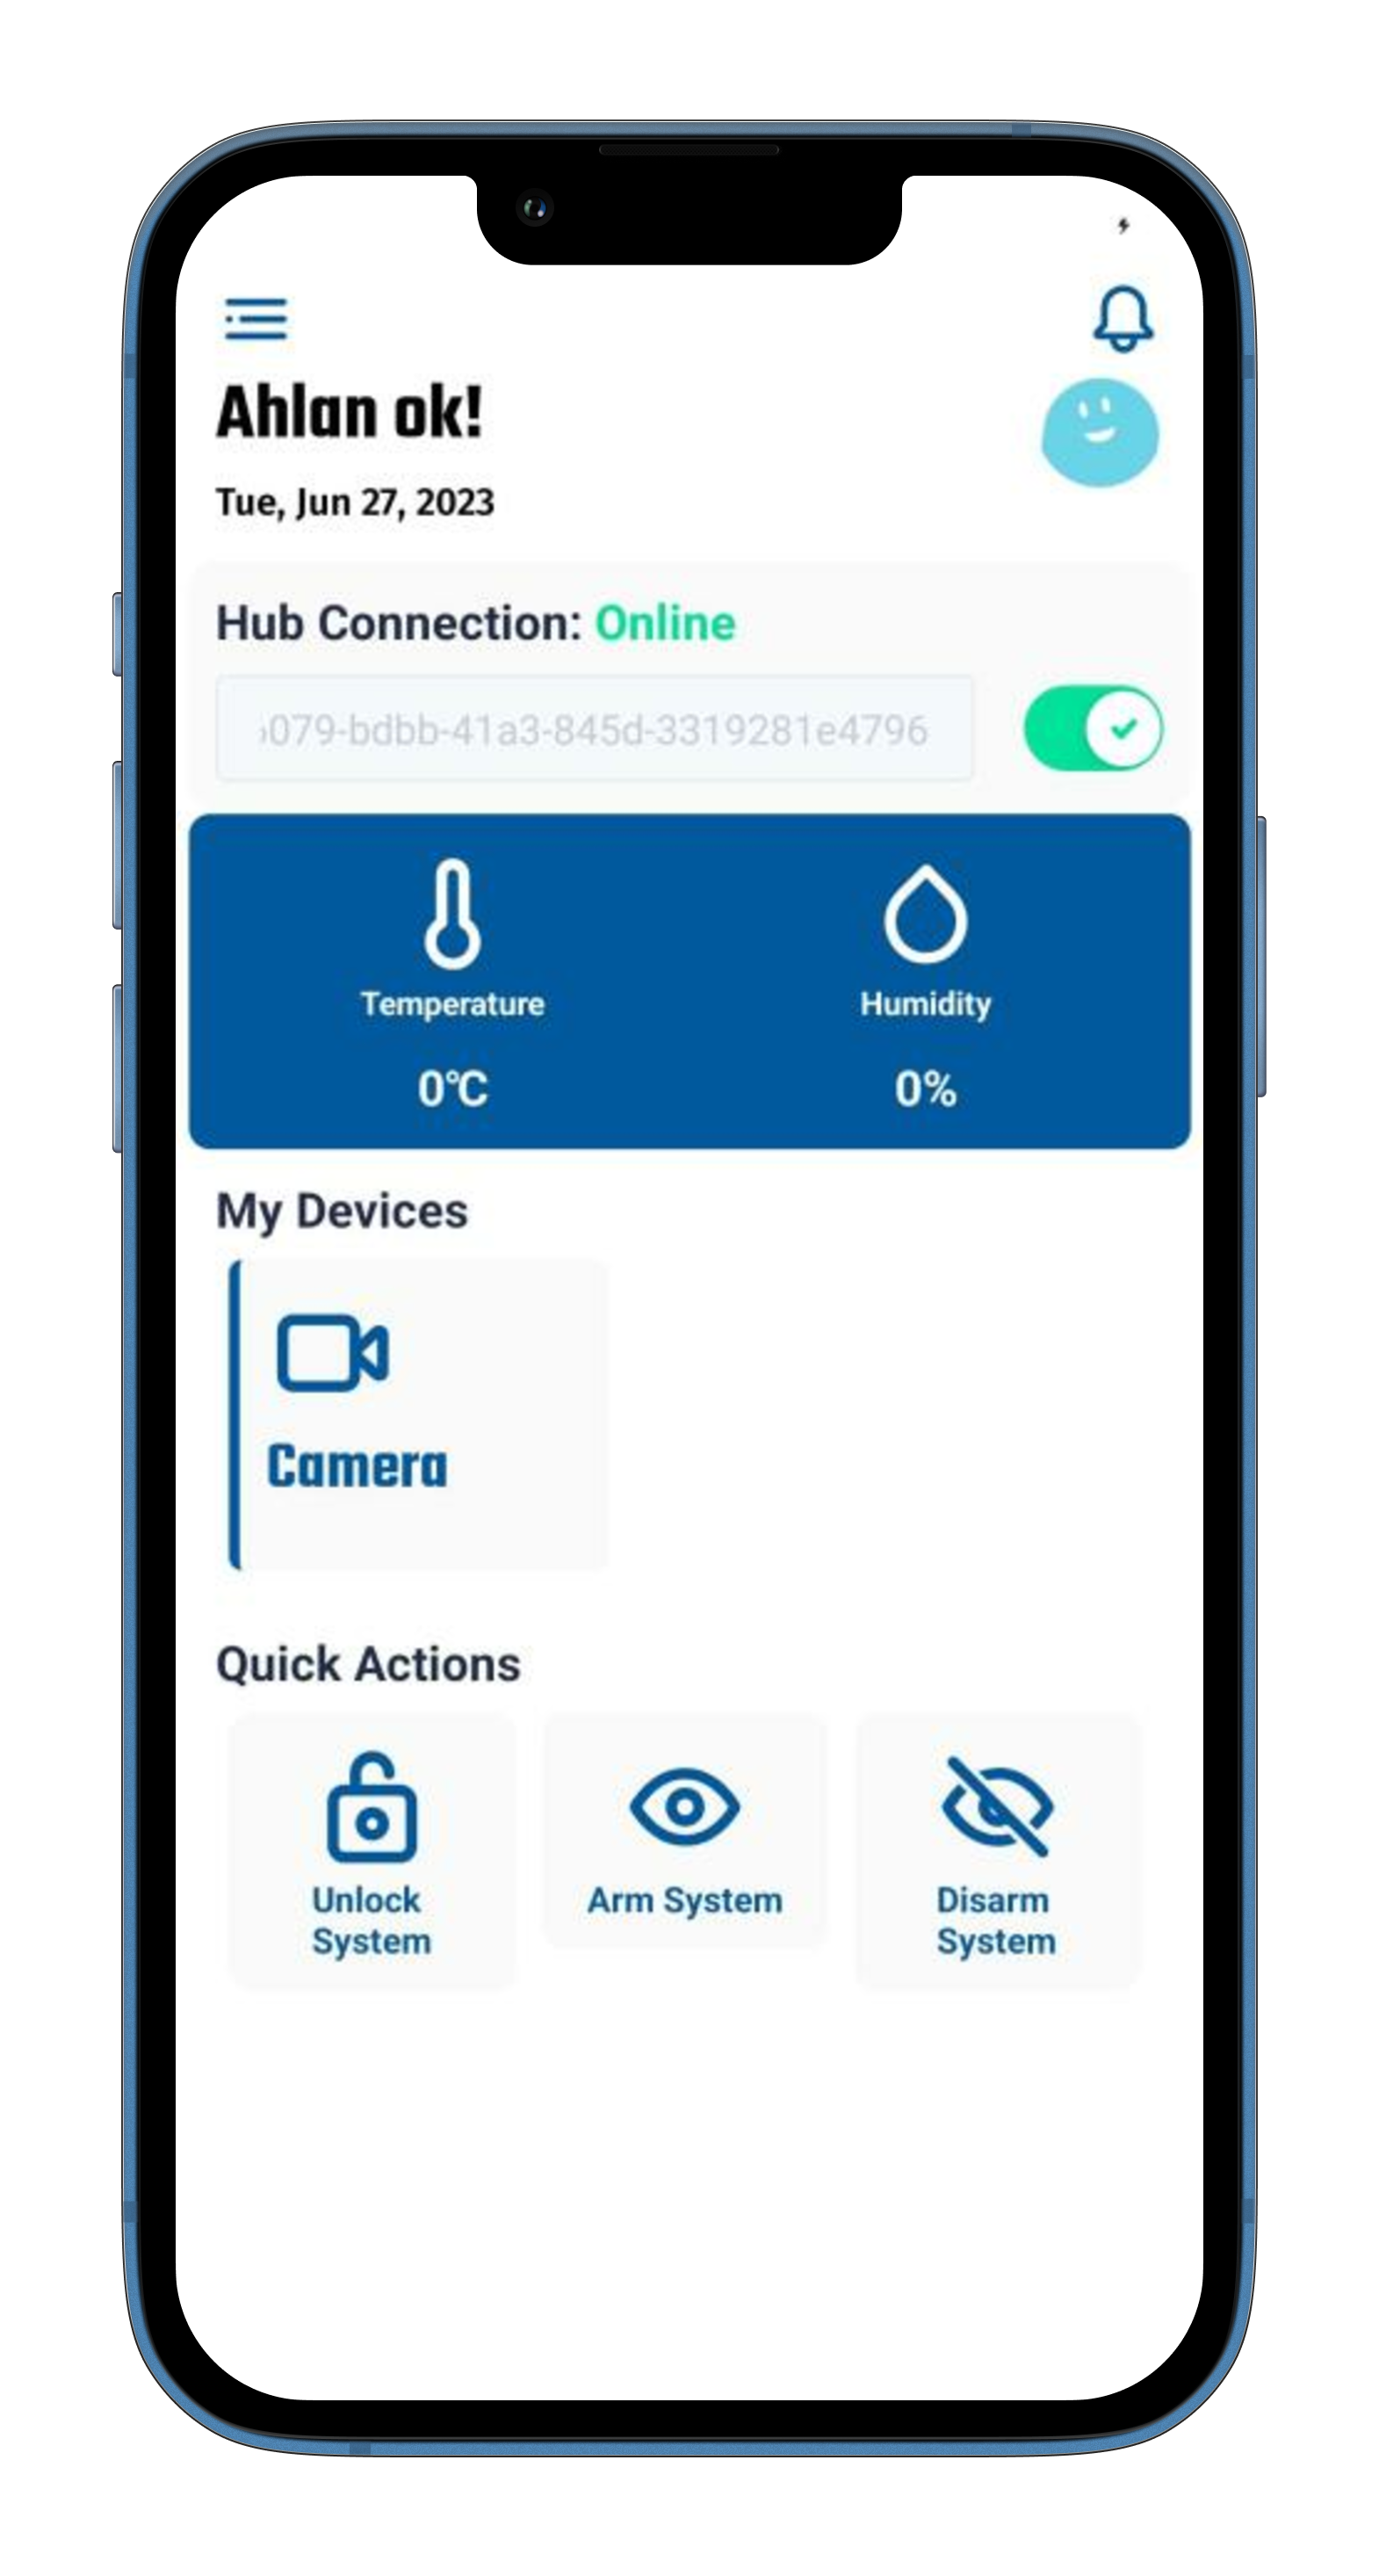 Ahlan ok!
Tue, Jun 27, 2023
Hub Connection: Online
079-bdbb-41a3-845d-3319281e4796
Temperature
Humidity
0°C
0%
My Devices
Camera
Quick Actions
Unlock
System
Arm System
Disarm
System